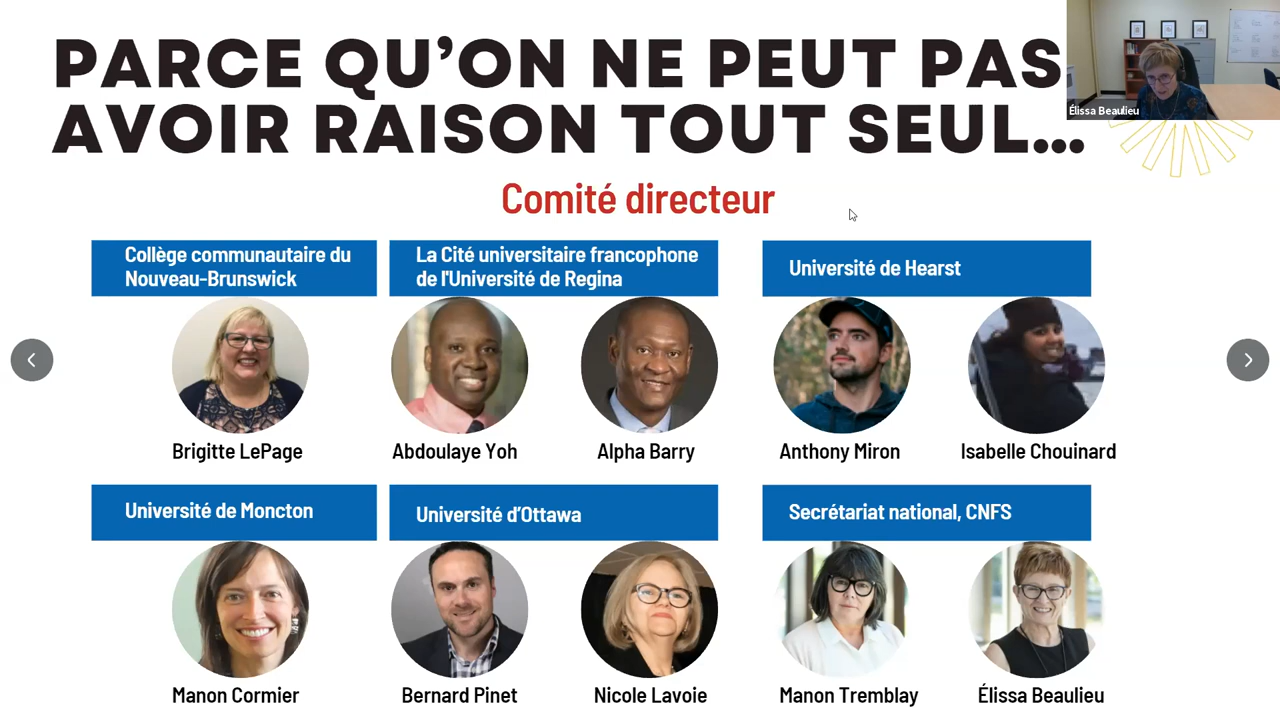 PARCE QU'ON NE PEUT PAS
AVOIR RAISON TOUT SEUL...
Élissa Beaulieu
Comité directeur
Collège communautaire du
Nouveau-Brunswick
La Cité universitaire francophone
de l'Université de Regina
Université de Hearst
Brigitte LePage
Abdoulaye Yoh
Alpha Barry
Anthony Miron
Isabelle Chouinard
Université de Moncton
Université d'Ottawa
Secrétariat national, CNFS
Manon Cormier
Bernard Pinet
Nicole Lavoie
Manon Tremblay
Élissa Beaulieu